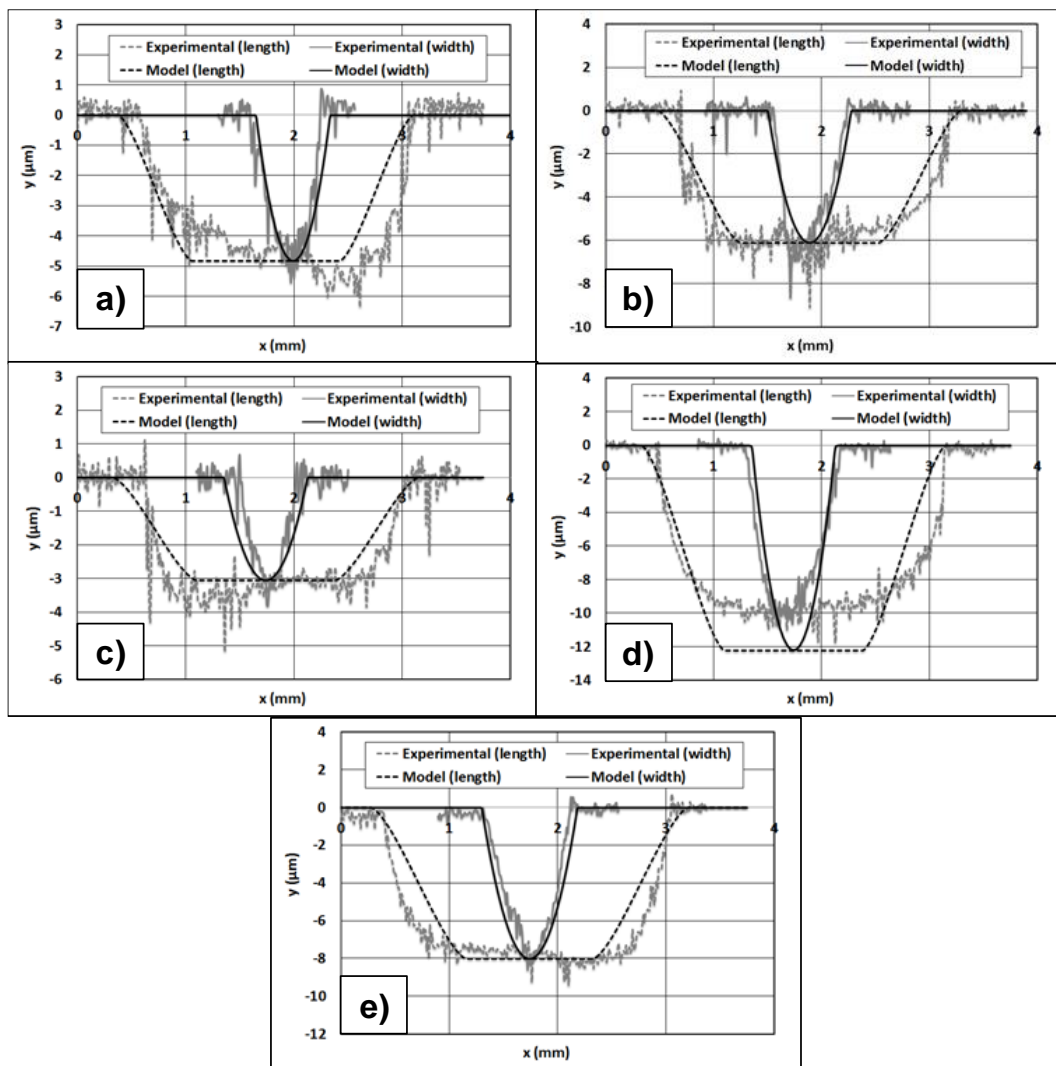 3
Experimental (length) Experimental (width)
Model (length) Model (width)
2
1
0
0 1 2 3 4
-1
-2
-3
-4
-5
-6
-7
y (µm)
x (mm)
a)
4
Experimental (length) Experimental (width)
Model (length) Model (width)
2
0
0 1 2 3 4
-2
-4
-6
-8
-10
y (µm)
x (mm)
b)
3
Experimental (length) Experimental (width)
Model (length) Model (width)
2
1
0
0 1 2 3 4
-1
-2
-3
-4
-5
-6
y (µm)
x (mm)
c)
4
Experimental (length) Experimental (width)
Model (length) Model (width)
2
0
0 1 2 3 4
-2
-4
-6
-8
-10
-12
-14
y (µm)
x (mm)
d)
4
Experimental (length) Experimental (width)
Model (length) Model (width)
2
0
0 1 2 3 4
-2
-4
-6
-8
-10
-12
y (µm)
x (mm)
e)